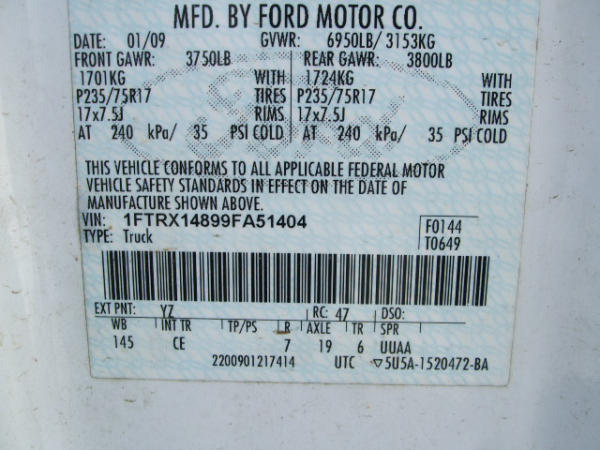 MFD. BY FORD MOTOR CO.
DATE: 01/09 GVWR: 6950LB/ 3153KG
FRONT GAWR: 3750LB REAR GAWR: 3800LB
1701KG WITH 1724KG WITH
P235/75R17 TIRES P235/75R17 TIRES
17x7.5J RIMS 17x7.5J RIMS
AT 240 kPa/ 35 PSI COLD AT 240 kPa/ 35 PSI COLD
THIS VEHICLE CONFORMS TO ALL APPLICABLE FEDERAL MOTOR
VEHICLE SAFETY STANDARDS IN EFFECT ON THE DATE OF
MANUFACTURE SHOWN ABOVE.
VIN: 1FTRX14899FA51404 F0144
TYPE: Truck T0649
EXT PNT: YZ RC: 47 DSO:
WB INT TR TP/PS R AXLE TR SPR
145 CE 7 19 6 UUAA
2200901217414 UTC ▽5U5A-1520472-BA